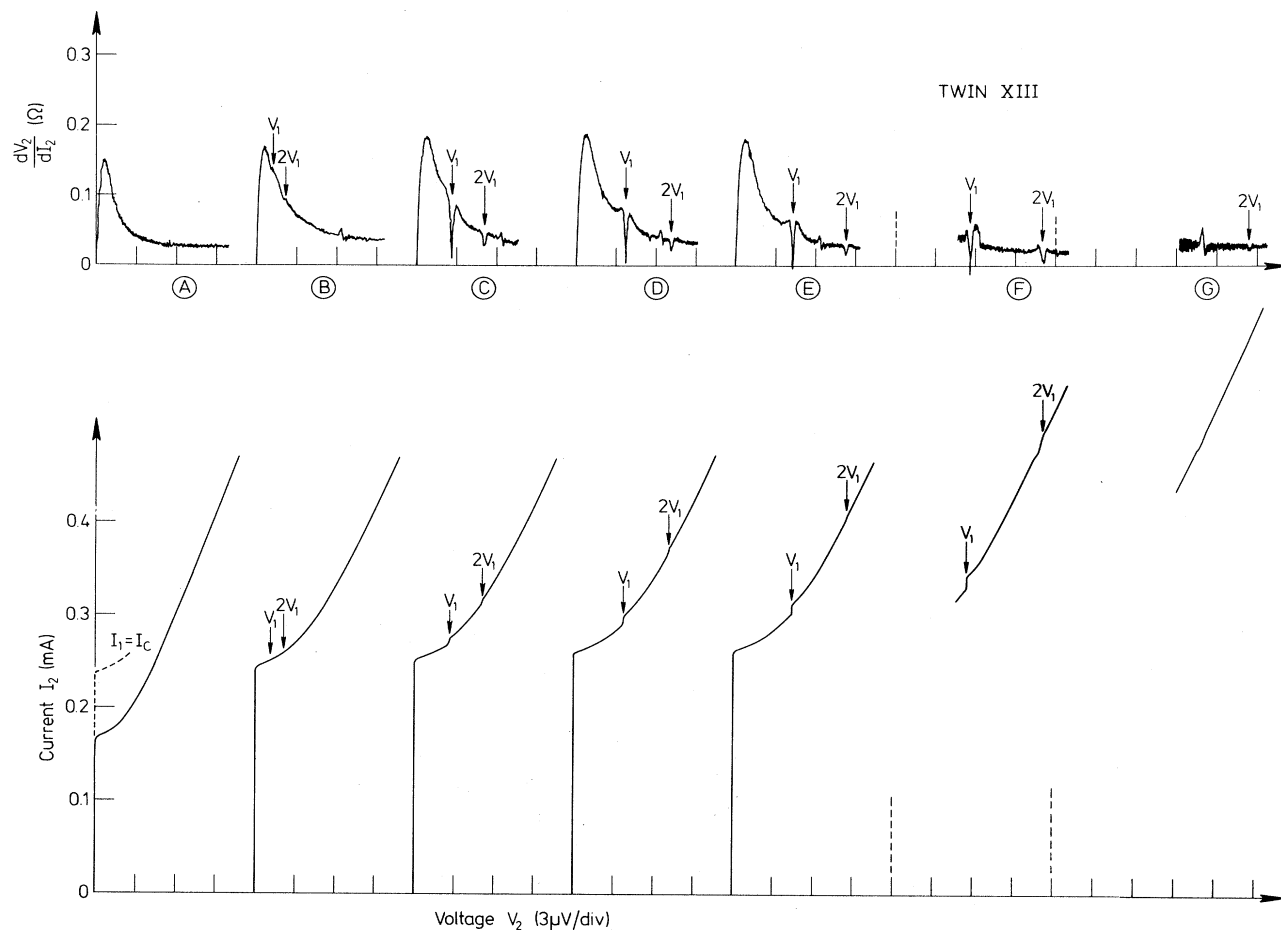 TWIN XIII
dV₂/dI₂ (Ω)
0.3
0.2
0.1
0
V₁
2V₁
V₁
2V₁
V₁
2V₁
V₁
2V₁
V₁
2V₁
2V₁
A
B
C
D
E
F
G
Current I₂ (mA)
0.4
0.3
0.2
0.1
0
I₁=I_C
V₁
2V₁
V₁
2V₁
V₁
2V₁
V₁
2V₁
V₁
2V₁
Voltage V₂ (3µV/div)